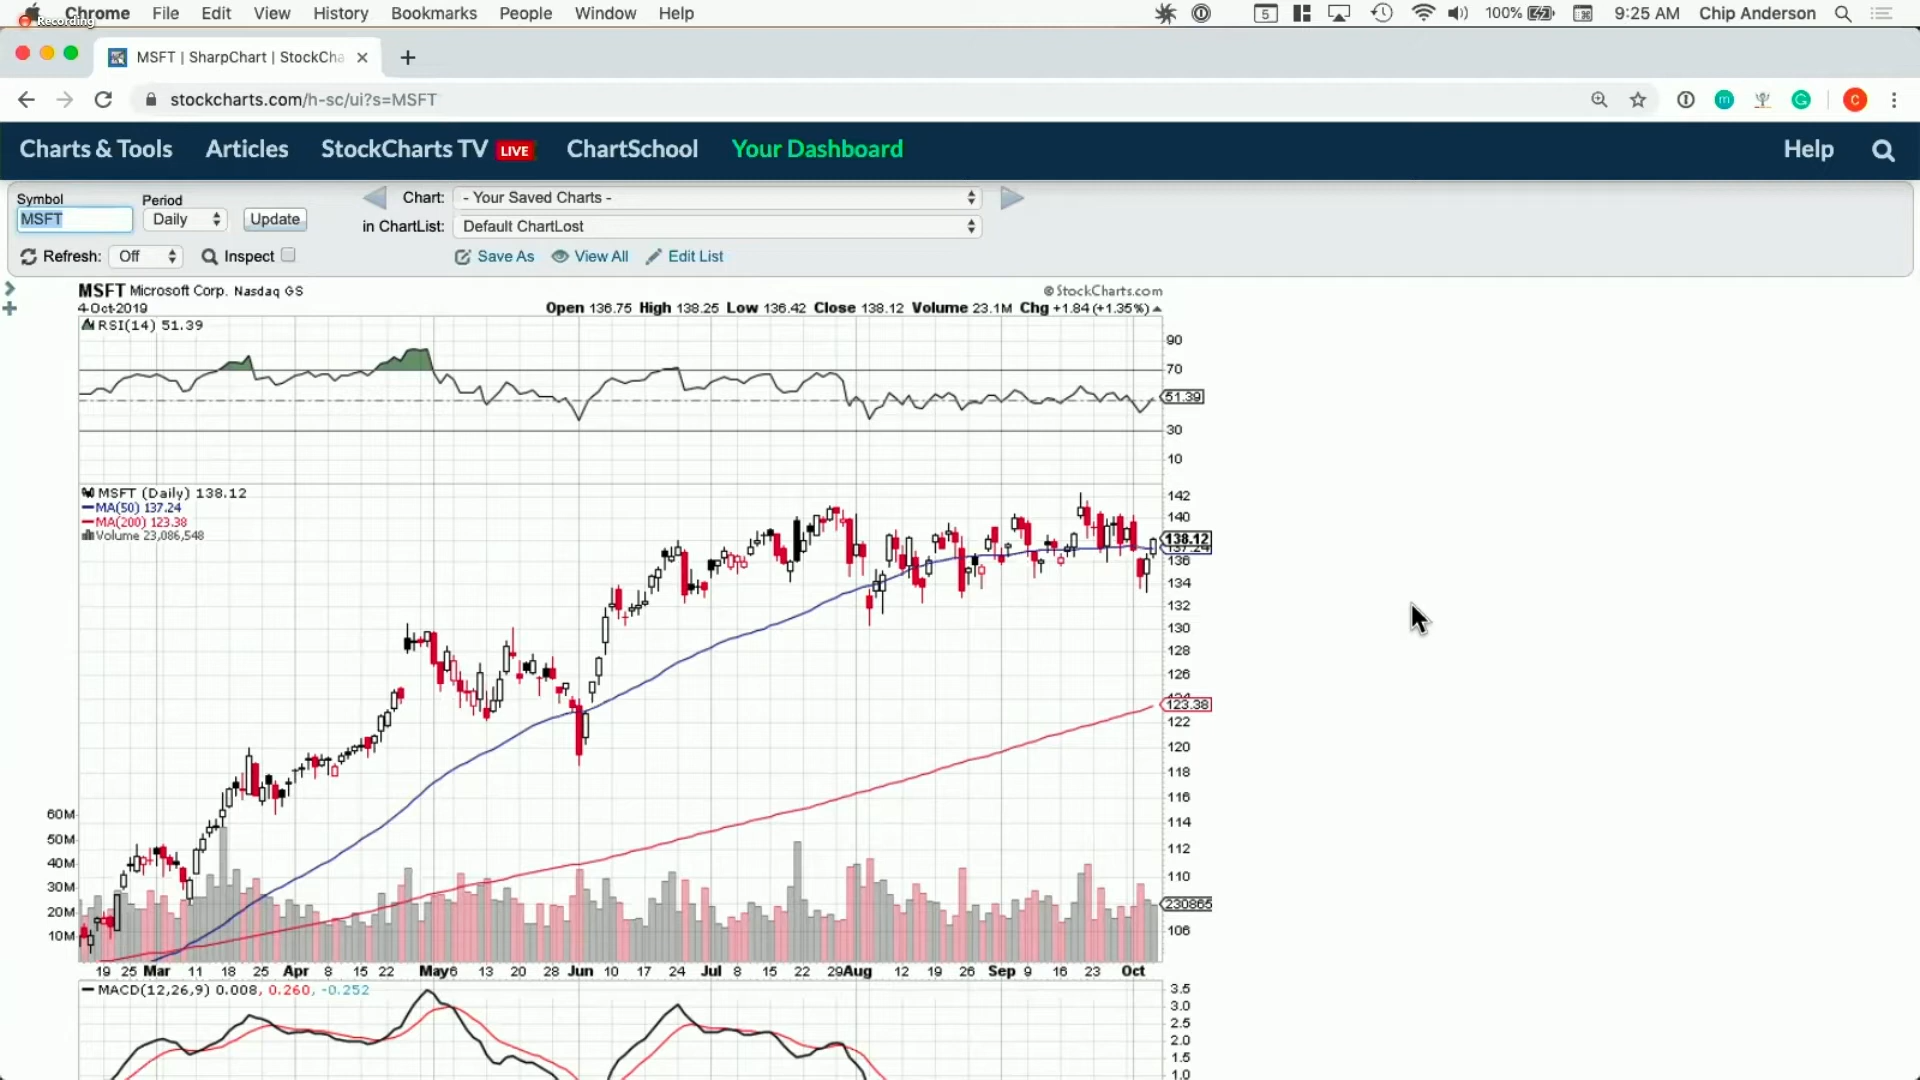 Chrome File Edit View History Bookmarks People Window Help 5 100% 9:25 AM Chip Anderson
Recording
MSFT | SharpChart | StockCha
stockcharts.com/h-sc/ui?s=MSFT
Charts & Tools Articles StockCharts TV LIVE ChartSchool Your Dashboard Help
Symbol Period Chart: - Your Saved Charts -
MSFT Daily Update in ChartList: Default ChartLost
Refresh: Off Inspect Save As View All Edit List
MSFT Microsoft Corp. Nasdaq GS ©StockCharts.com
4-Oct-2019 Open 136.75 High 138.25 Low 136.42 Close 138.12 Volume 23.1M Chg +1.84 (+1.35%)
RSI(14) 51.39
90
70
51.39
30
10
MSFT (Daily) 138.12
MA(50) 137.24
MA(200) 123.38
Volume 23,086,548
142
140
138.12
137.24
136
134
132
130
128
126
124
123.38
122
120
118
116
114
112
110
230865
106
60M
50M
40M
30M
20M
10M
19 25 Mar 11 18 25 Apr 8 15 22 May 6 13 20 28 Jun 10 17 24 Jul 8 15 22 29 Aug 12 19 26 Sep 9 16 23 Oct
MACD(12,26,9) 0.008, 0.260, -0.252
3.5
3.0
2.5
2.0
1.5
1.0